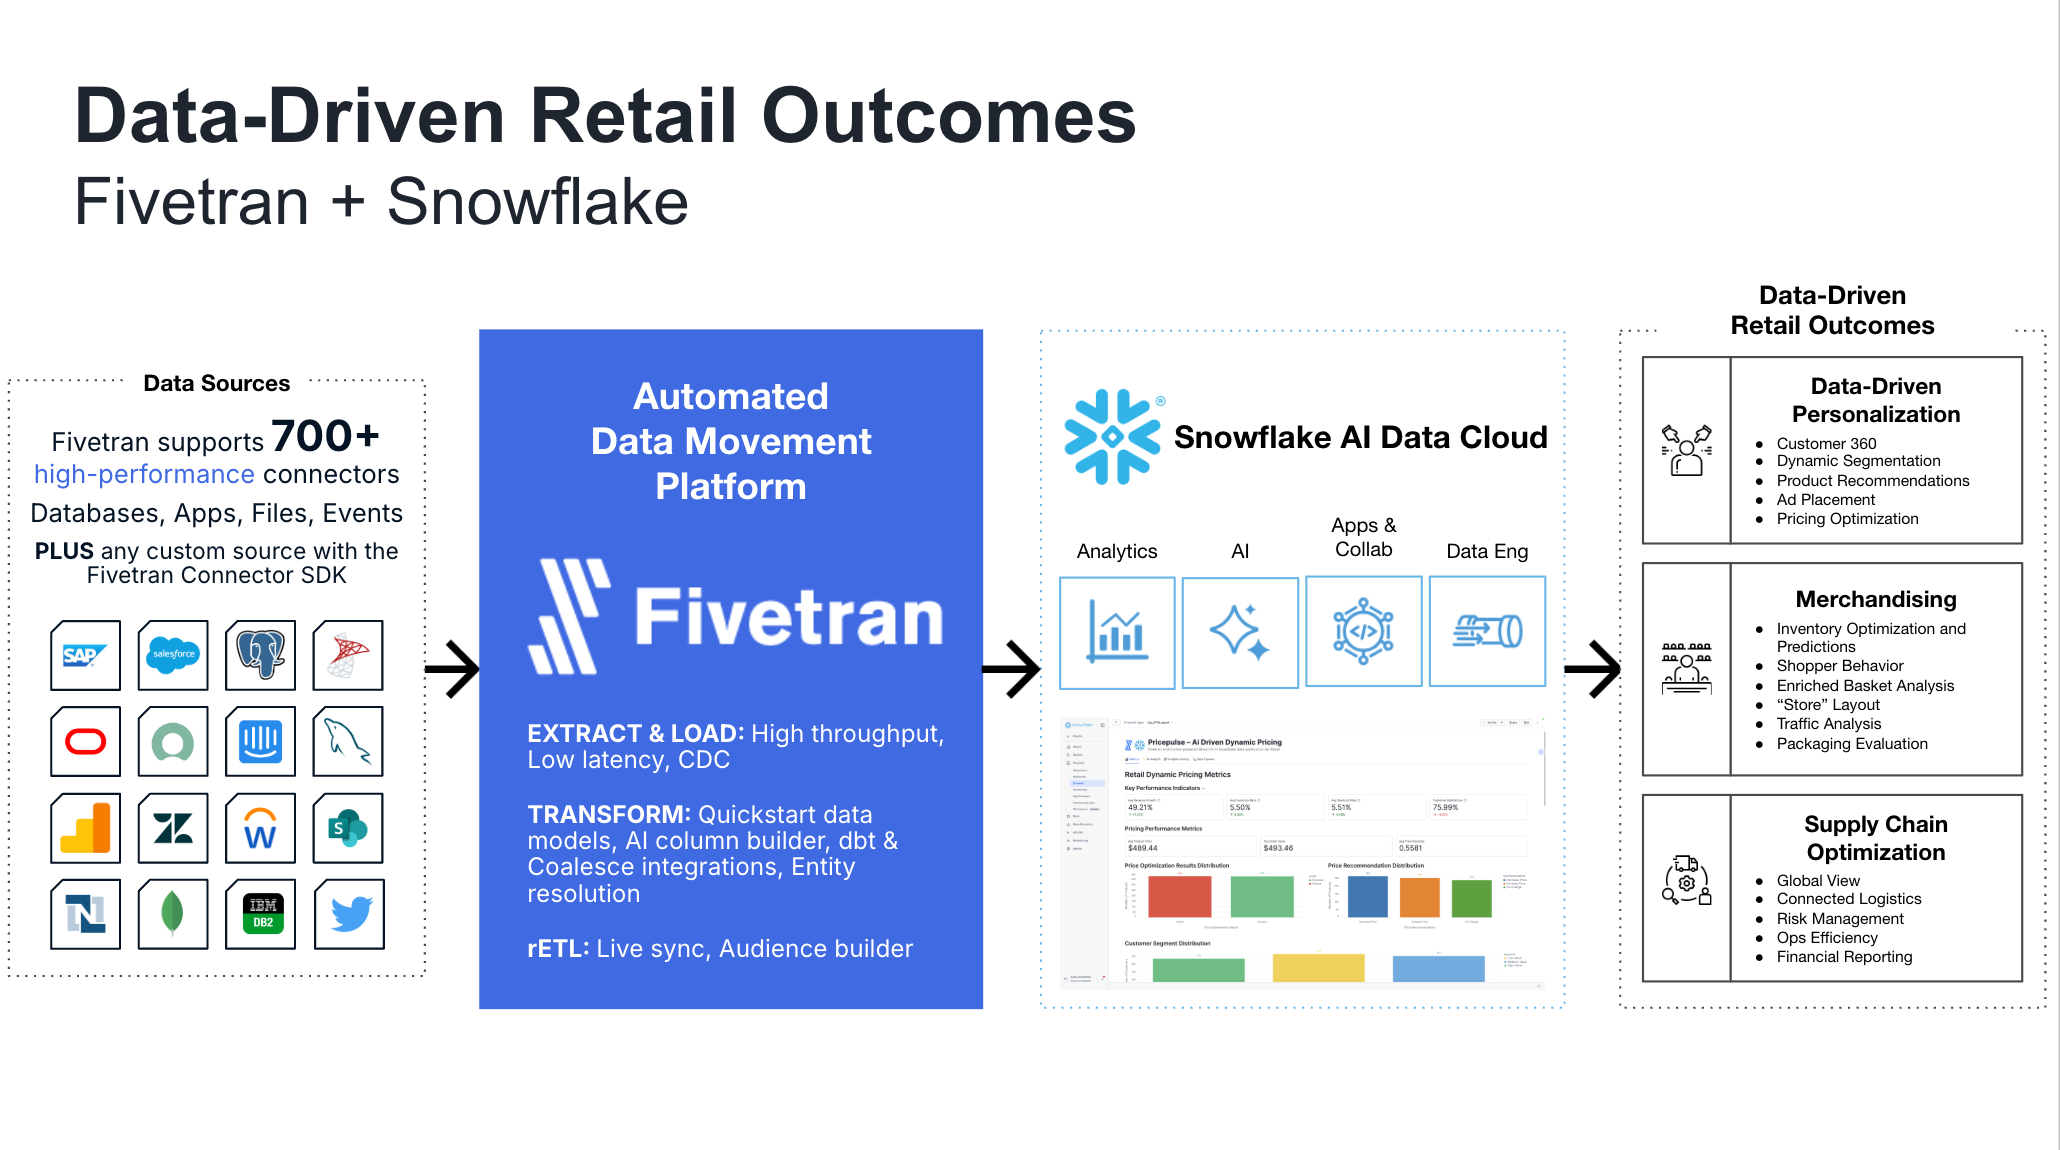 Data-Driven Retail Outcomes
Fivetran + Snowflake
Data Sources
Fivetran supports 700+
high-performance connectors
Databases, Apps, Files, Events
PLUS any custom source with the
Fivetran Connector SDK
SAP
salesforce
W
S
N
IBM
DB2
Automated
Data Movement
Platform
Fivetran
EXTRACT & LOAD: High throughput,
Low latency, CDC
TRANSFORM: Quickstart data
models, AI column builder, dbt &
Coalesce integrations, Entity
resolution
rETL: Live sync, Audience builder
Snowflake AI Data Cloud
®
Analytics
AI
Apps &
Collab
Data Eng
</>
Pricepulse – Ai Driven Dynamic Pricing
Retail Dynamic Pricing Metrics
Key Performance Indicators
49.21%
5.50%
5.51%
75.99%
Pricing Performance Metrics
$489.44
$493.46
0.5581
Price Optimization Results Distribution
Price Recommendation Distribution
Customer Segment Distribution
Data-Driven
Retail Outcomes
Data-Driven
Personalization
● Customer 360
● Dynamic Segmentation
● Product Recommendations
● Ad Placement
● Pricing Optimization
Merchandising
● Inventory Optimization and
Predictions
● Shopper Behavior
● Enriched Basket Analysis
● “Store” Layout
● Traffic Analysis
● Packaging Evaluation
Supply Chain
Optimization
● Global View
● Connected Logistics
● Risk Management
● Ops Efficiency
● Financial Reporting